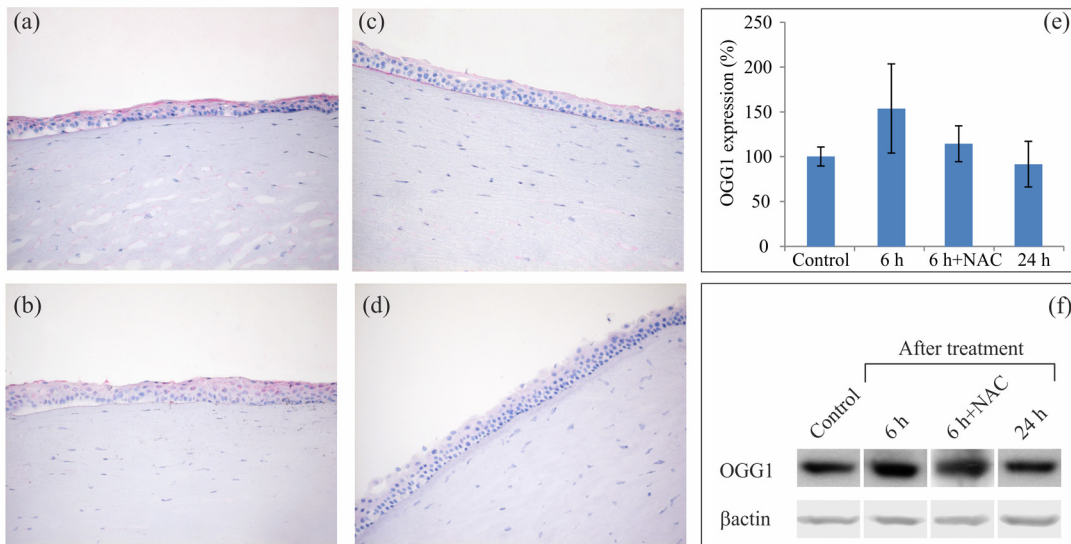 (a)
(c)
(b)
(d)
(e)
OGG1 expression (%)
250
200
150
100
50
0
Control 6 h 6 h+NAC 24 h
(f)
After treatment
Control 6 h 6 h+NAC 24 h
OGG1
βactin